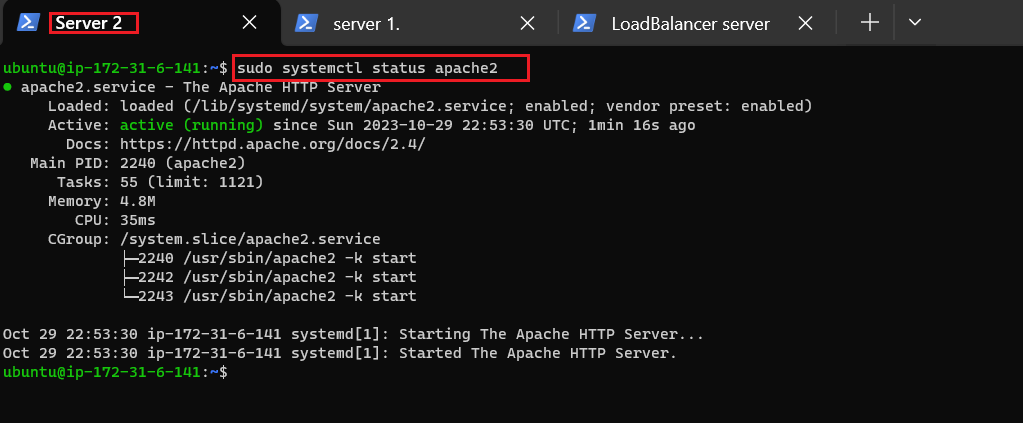 Server 2
server 1.
LoadBalancer server
ubuntu@ip-172-31-6-141:~$ sudo systemctl status apache2
● apache2.service - The Apache HTTP Server
     Loaded: loaded (/lib/systemd/system/apache2.service; enabled; vendor preset: enabled)
     Active: active (running) since Sun 2023-10-29 22:53:30 UTC; 1min 16s ago
       Docs: https://httpd.apache.org/docs/2.4/
   Main PID: 2240 (apache2)
      Tasks: 55 (limit: 1121)
     Memory: 4.8M
        CPU: 35ms
     CGroup: /system.slice/apache2.service
             ├─2240 /usr/sbin/apache2 -k start
             ├─2242 /usr/sbin/apache2 -k start
             └─2243 /usr/sbin/apache2 -k start
Oct 29 22:53:30 ip-172-31-6-141 systemd[1]: Starting The Apache HTTP Server...
Oct 29 22:53:30 ip-172-31-6-141 systemd[1]: Started The Apache HTTP Server.
ubuntu@ip-172-31-6-141:~$